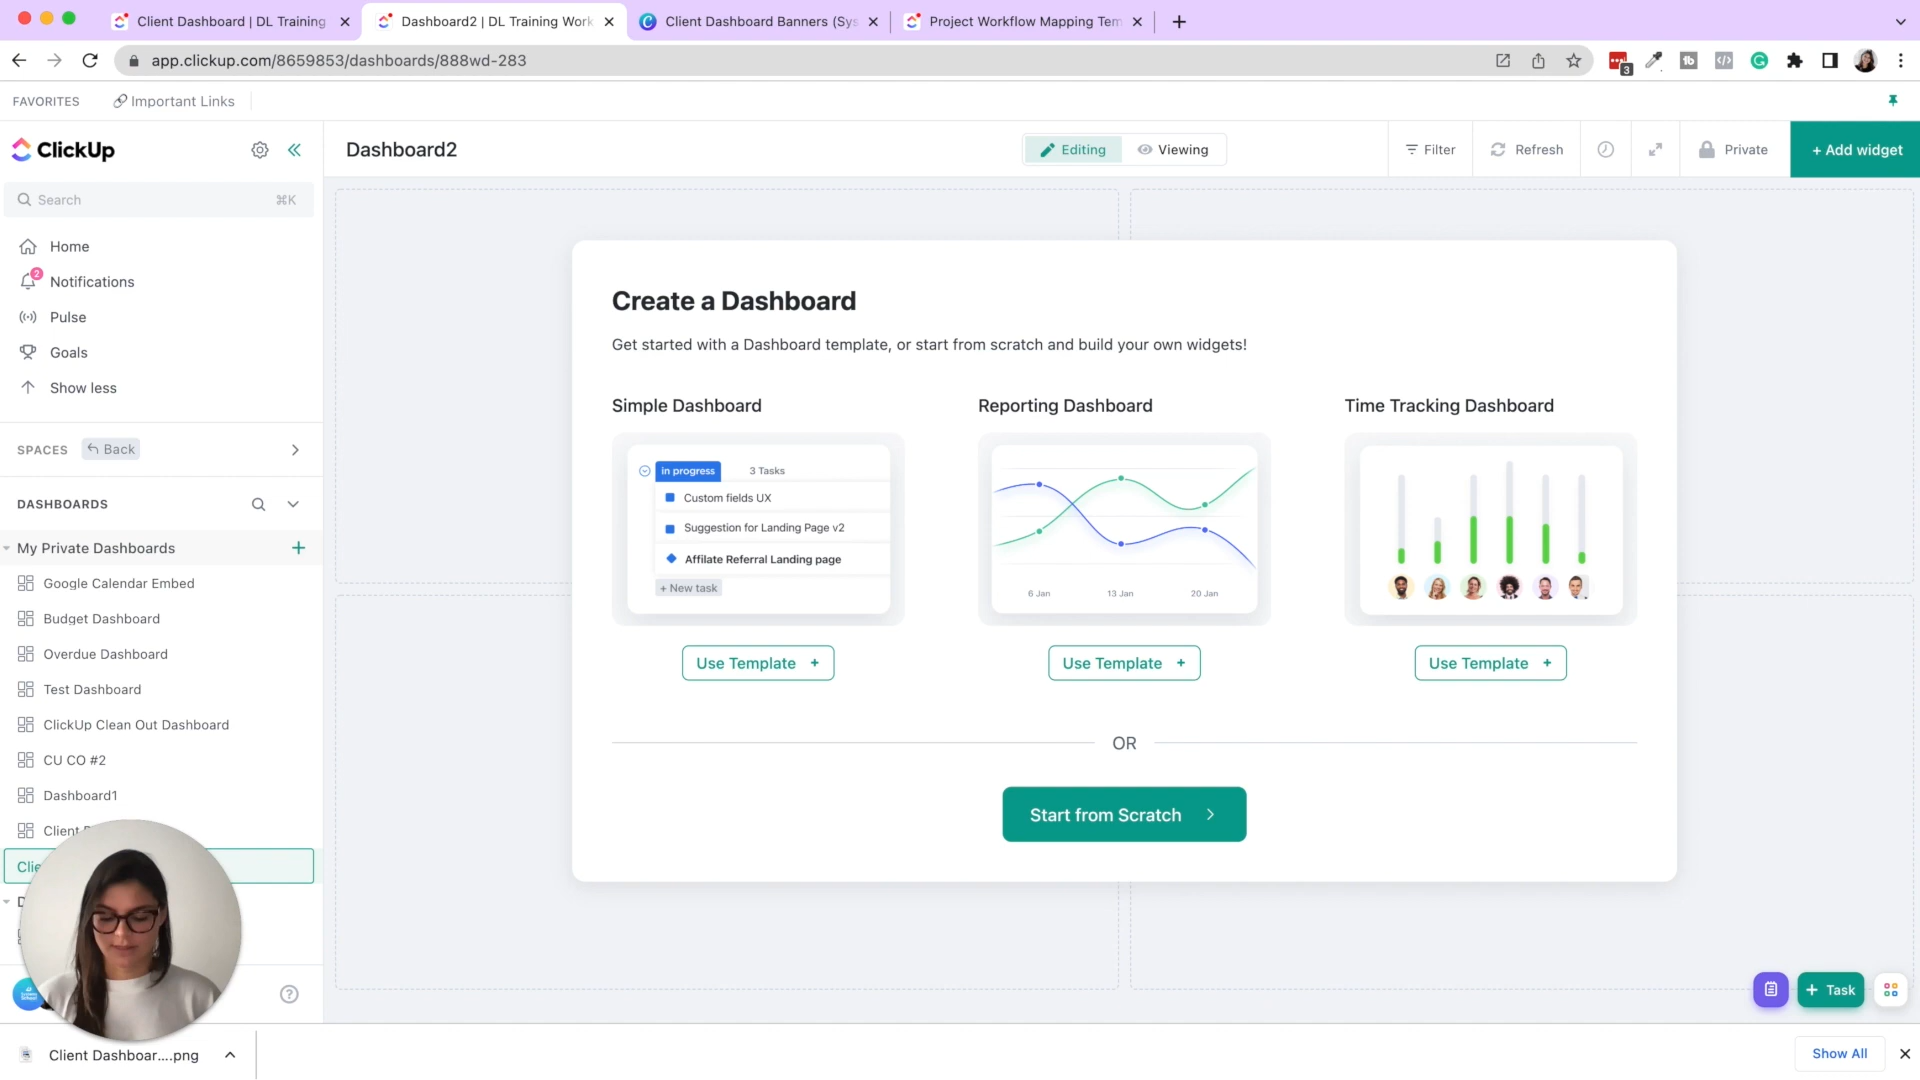 Client Dashboard | DL Training
Dashboard2 | DL Training Work
Client Dashboard Banners (Sys
Project Workflow Mapping Tem
app.clickup.com/8659853/dashboards/888wd-283
3
FAVORITES
Important Links
ClickUp
Dashboard2
Editing
Viewing
Filter
Refresh
Private
+ Add widget
Search
⌘K
Home
2
Notifications
Pulse
Goals
Show less
SPACES
Back
DASHBOARDS
My Private Dashboards
Google Calendar Embed
Budget Dashboard
Overdue Dashboard
Test Dashboard
ClickUp Clean Out Dashboard
CU CO #2
Dashboard1
Client
Clie
Create a Dashboard
Get started with a Dashboard template, or start from scratch and build your own widgets!
Simple Dashboard
Reporting Dashboard
Time Tracking Dashboard
in progress
3 Tasks
Custom fields UX
Suggestion for Landing Page v2
Affilate Referral Landing page
+ New task
6 Jan
13 Jan
20 Jan
Use Template +
Use Template +
Use Template +
OR
Start from Scratch
+ Task
Client Dashboar....png
Show All